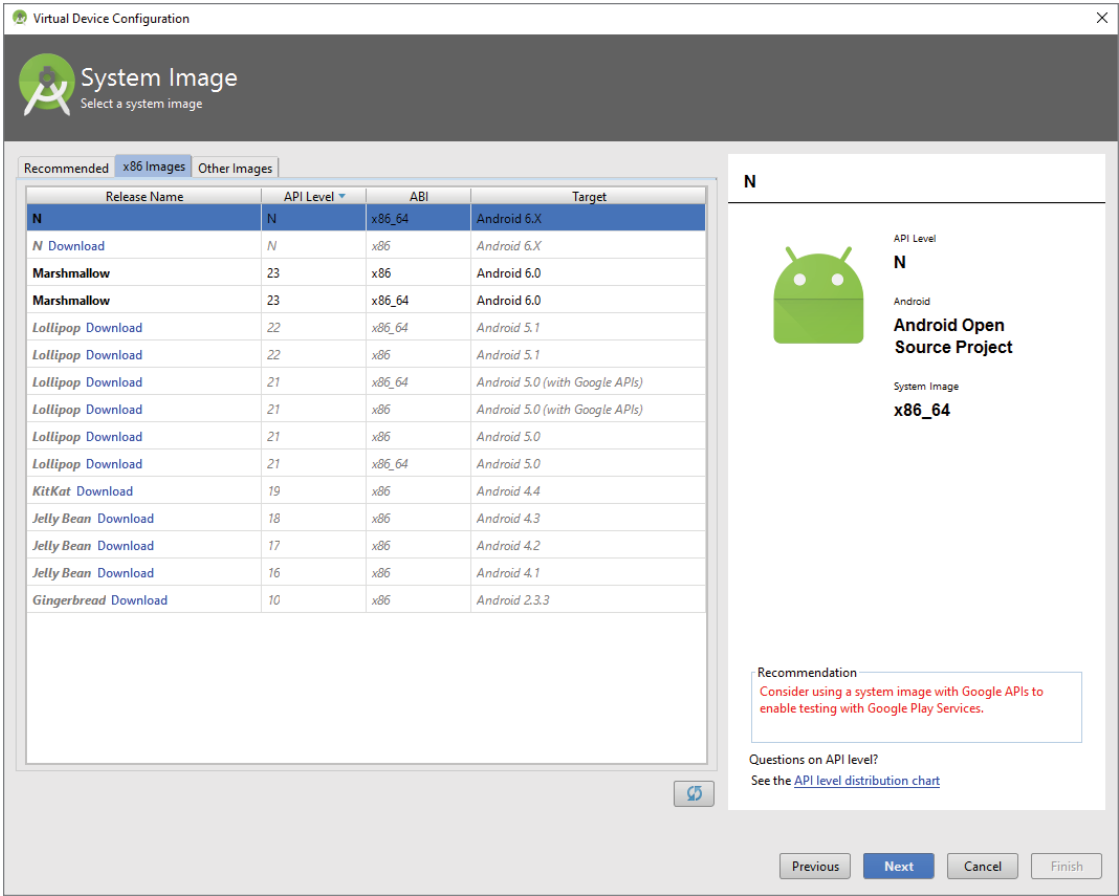 Virtual Device Configuration
System Image
Select a system image
Recommended x86 Images Other Images
Release Name API Level ABI Target
N N x86_64 Android 6.X
N Download N x86 Android 6.X
Marshmallow 23 x86 Android 6.0
Marshmallow 23 x86_64 Android 6.0
Lollipop Download 22 x86_64 Android 5.1
Lollipop Download 22 x86 Android 5.1
Lollipop Download 21 x86_64 Android 5.0 (with Google APIs)
Lollipop Download 21 x86 Android 5.0 (with Google APIs)
Lollipop Download 21 x86 Android 5.0
Lollipop Download 21 x86_64 Android 5.0
KitKat Download 19 x86 Android 4.4
Jelly Bean Download 18 x86 Android 4.3
Jelly Bean Download 17 x86 Android 4.2
Jelly Bean Download 16 x86 Android 4.1
Gingerbread Download 10 x86 Android 2.3.3
N
API Level
N
Android
Android Open
Source Project
System Image
x86_64
Recommendation
Consider using a system image with Google APIs to
enable testing with Google Play Services.
Questions on API level?
See the API level distribution chart
Previous Next Cancel Finish